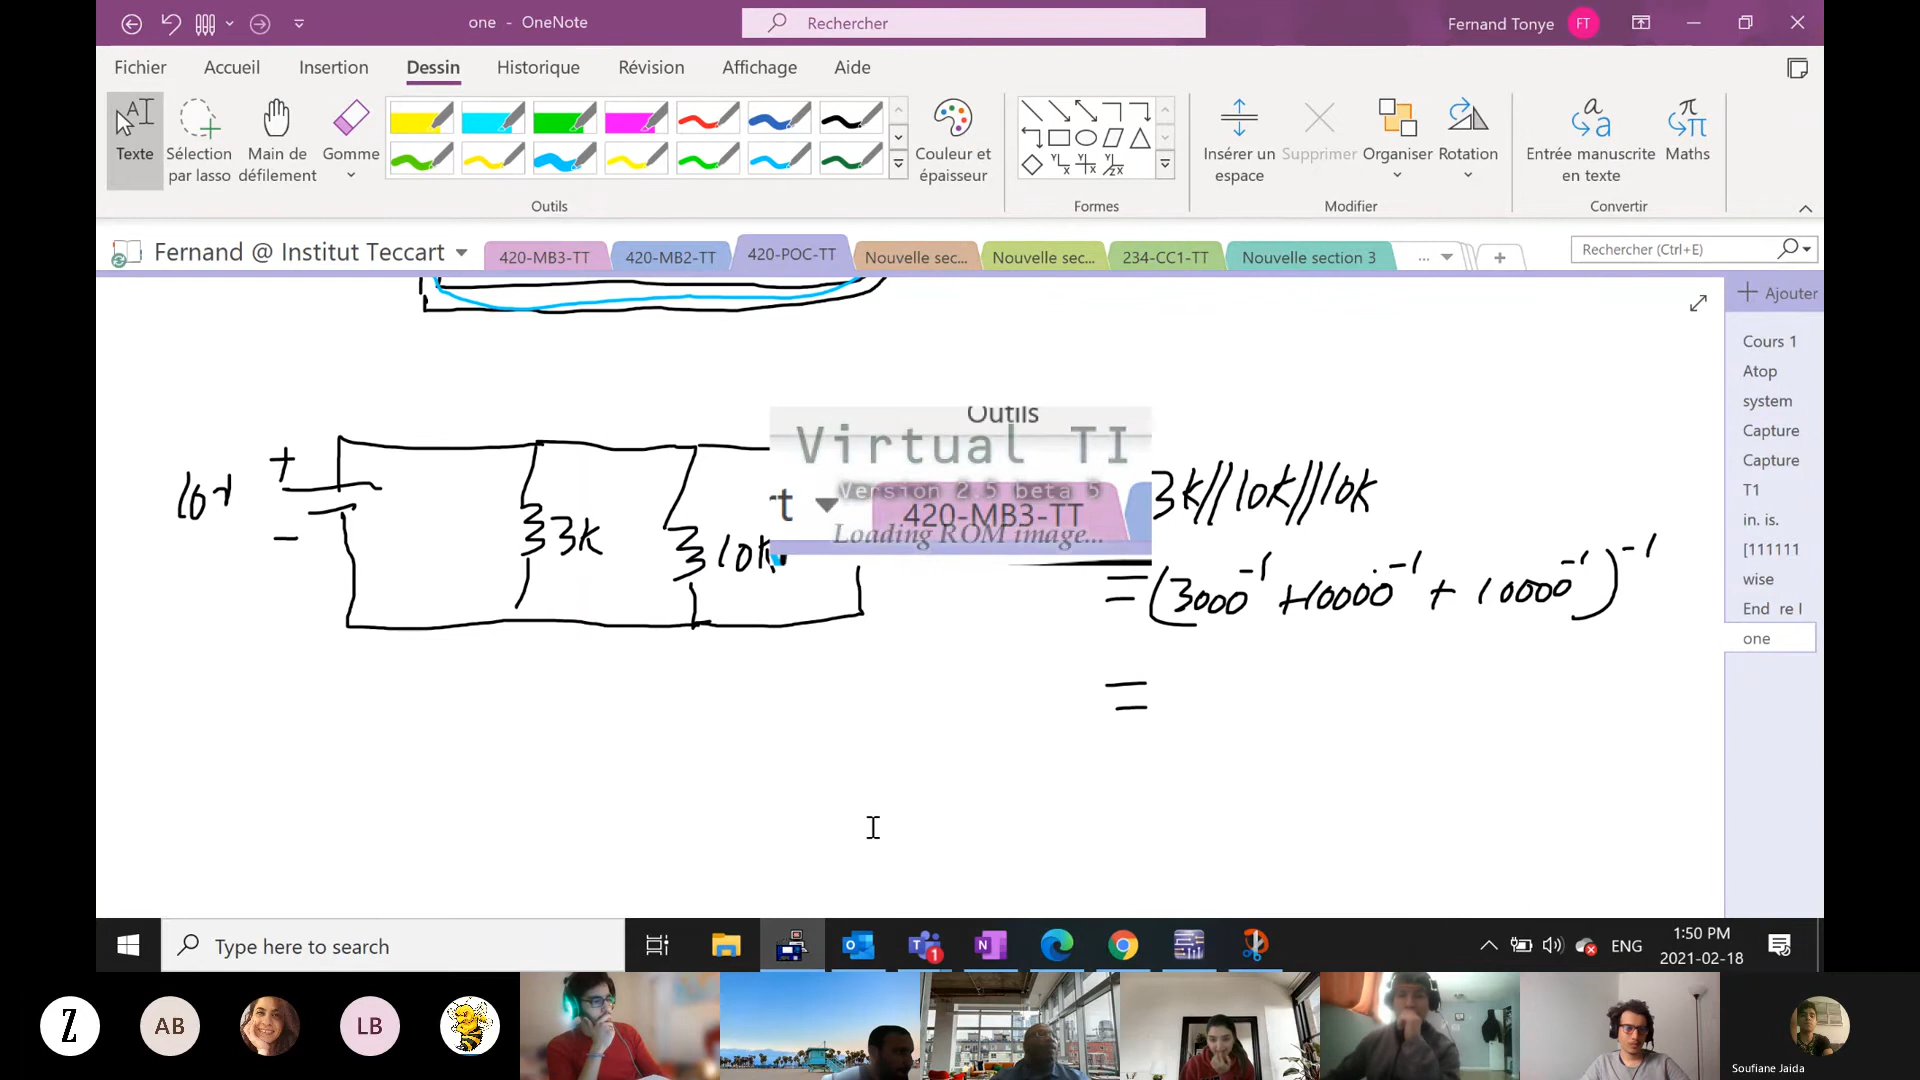 one - OneNote
Rechercher
Fernand Tonye FT
Fichier Accueil Insertion Dessin Historique Révision Affichage Aide
Texte
Sélection par lasso
Main de défilement
Gomme
Couleur et épaisseur
Insérer un espace
Supprimer
Organiser
Rotation
Entrée manuscrite en texte
Maths
Outils Formes Modifier Convertir
Fernand @ Institut Teccart 420-MB3-TT 420-MB2-TT 420-POC-TT Nouvelle sec... Nouvelle sec... 234-CC1-TT Nouvelle section 3 ... Rechercher (Ctrl+E)
Ajouter
Cours 1
Atop
system
Capture
Capture
T1
in. is.
[111111
wise
End re l
one
Outils
Virtual TI
Version 2.5 beta 5
420-MB3-TT
Loading ROM image...
+
-
3k
10k
3k//10k//10k
= (3000⁻¹ + 10000⁻¹ + 10000⁻¹)⁻¹
=
Type here to search
ENG
1:50 PM
2021-02-18
1
Z AB LB
Soufiane Jaida